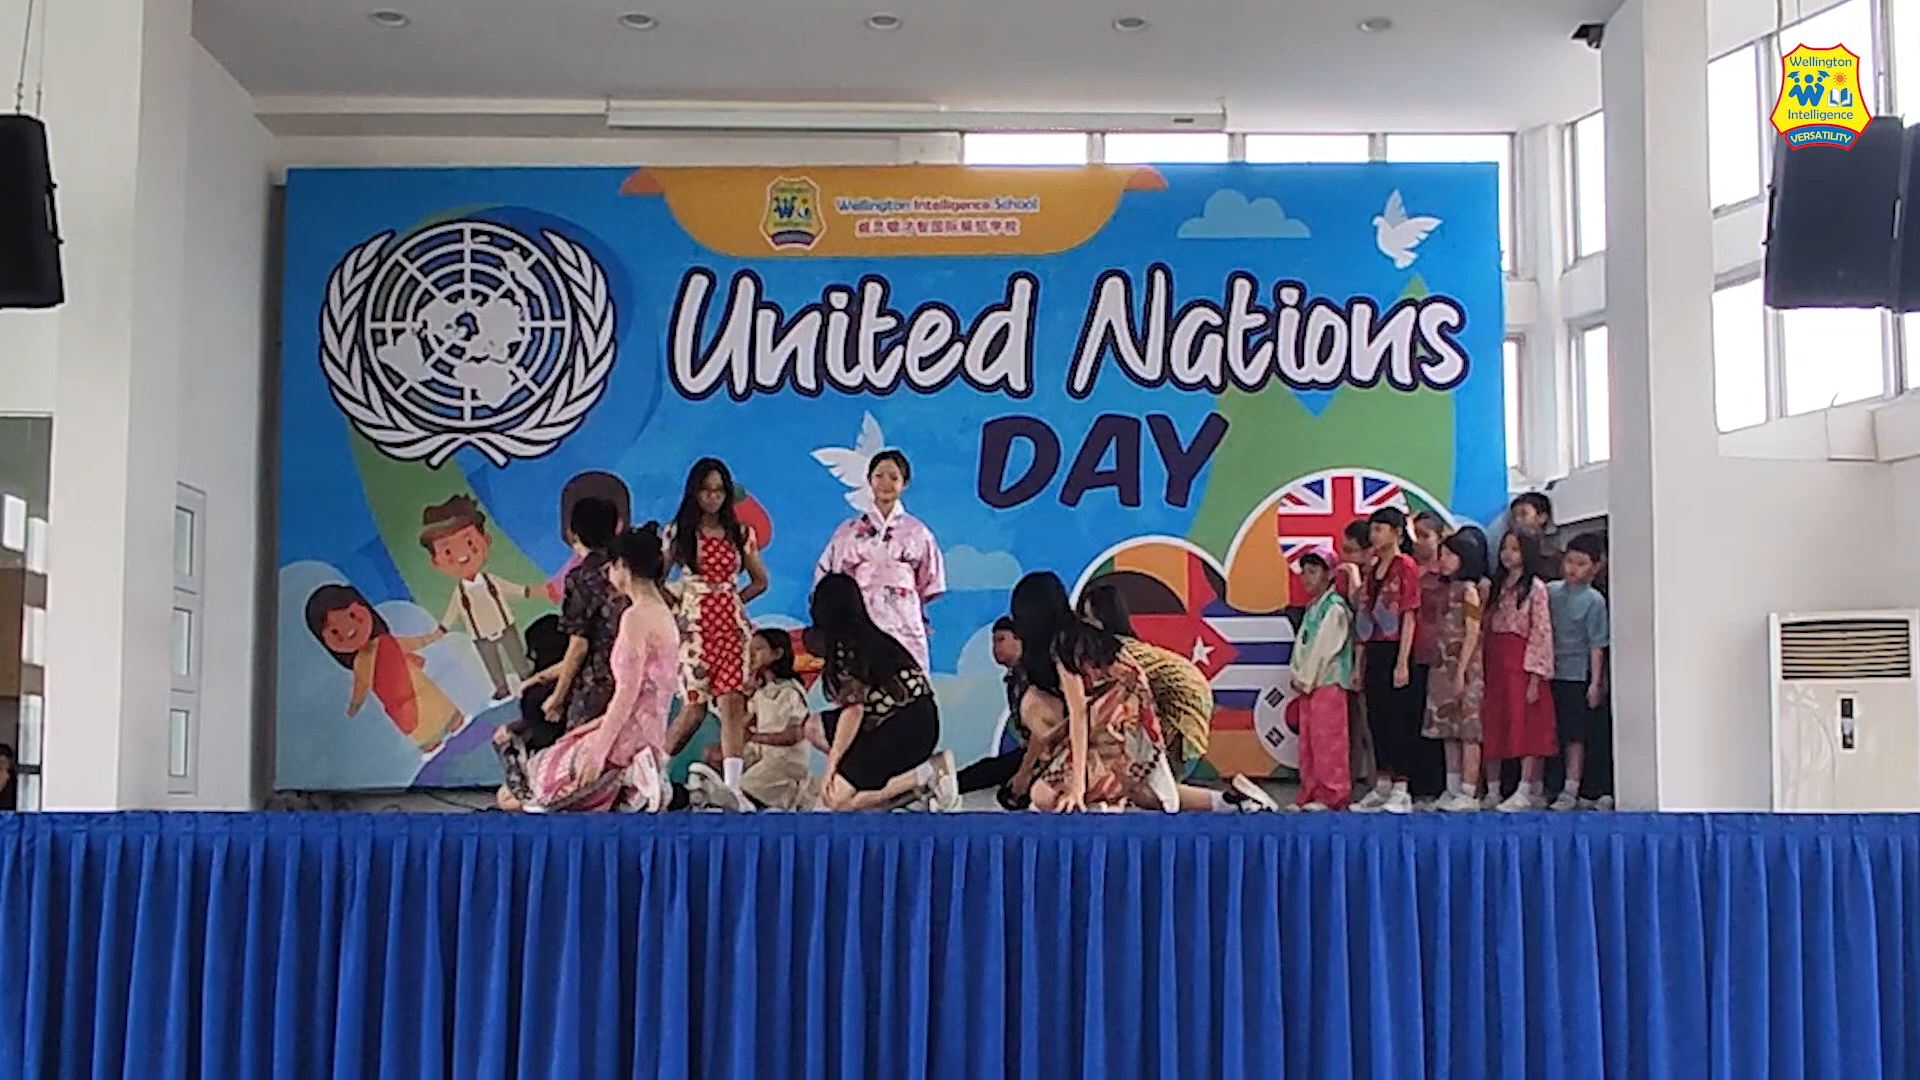 Wellington
Intelligence
VERSATILITY
Wellington Intelligence School
United Nations
DAY